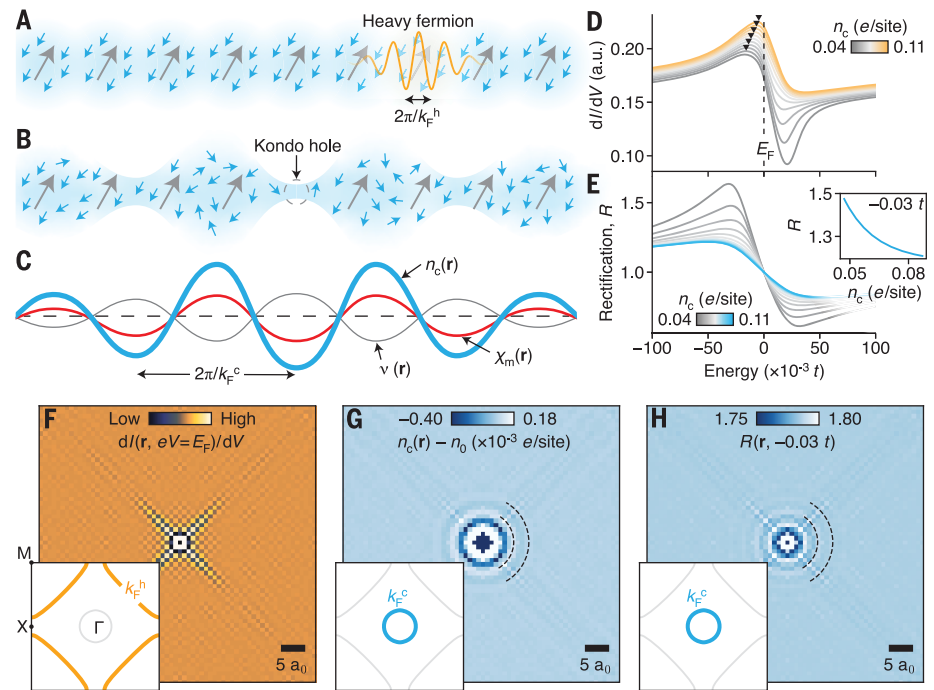 A
Heavy fermion
2π/k_F^h
B
Kondo hole
C
n_c(r)
χ_m(r)
ν (r)
2π/k_F^c
D
n_c (e/site)
0.04 0.11
dI/dV (a.u.)
0.20
0.15
0.10
E_F
E
Rectification, R
1.5
1.0
n_c (e/site)
0.04 0.11
−0.03 t
R
1.5
1.3
0.05 0.08
n_c (e/site)
−100 −50 0 50 100
Energy (×10⁻³ t)
F
Low High
dI(r, eV=E_F)/dV
M
X
Γ
k_F^h
5 a₀
G
−0.40 0.18
n_c(r) − n₀ (×10⁻³ e/site)
k_F^c
5 a₀
H
1.75 1.80
R(r, −0.03 t)
k_F^c
5 a₀